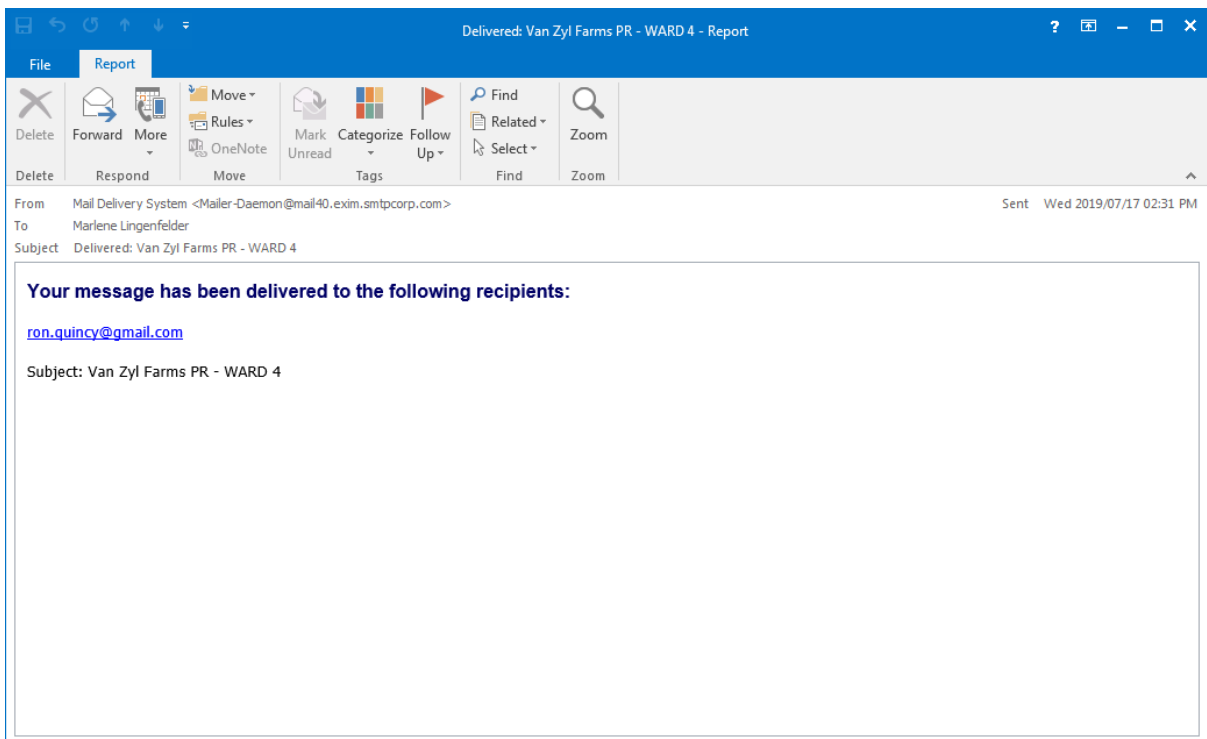 Delivered: Van Zyl Farms PR - WARD 4 - Report
?
File Report
Delete
Forward More
Move
Rules
OneNote
Mark Unread
Categorize
Follow Up
Find
Related
Select
Zoom
Delete Respond Move Tags Find Zoom
From Mail Delivery System <Mailer-Daemon@mail40.exim.smtpcorp.com> Sent Wed 2019/07/17 02:31 PM
To Marlene Lingenfelder
Subject Delivered: Van Zyl Farms PR - WARD 4
Your message has been delivered to the following recipients:
ron.quincy@gmail.com
Subject: Van Zyl Farms PR - WARD 4